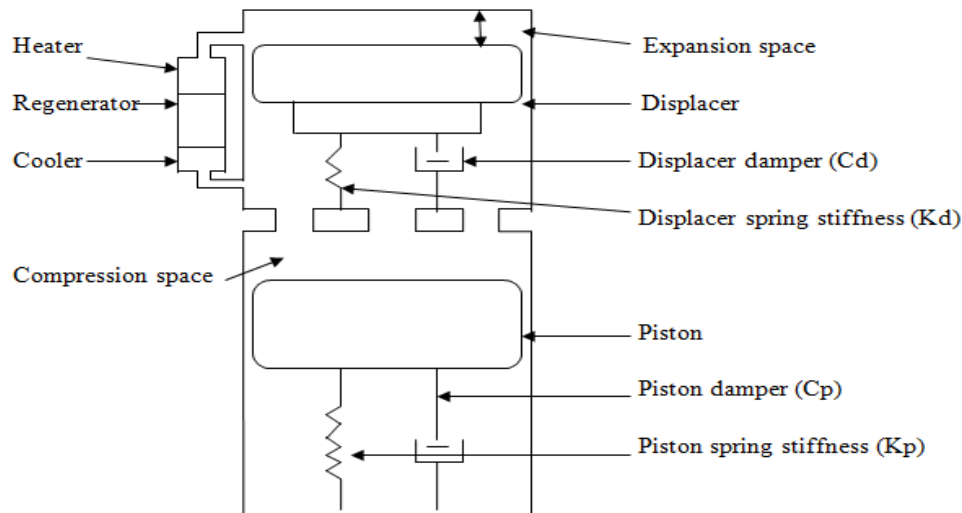 Heater
Regenerator
Cooler
Compression space
Expansion space
Displacer
Displacer damper (Cd)
Displacer spring stiffness (Kd)
Piston
Piston damper (Cp)
Piston spring stiffness (Kp)